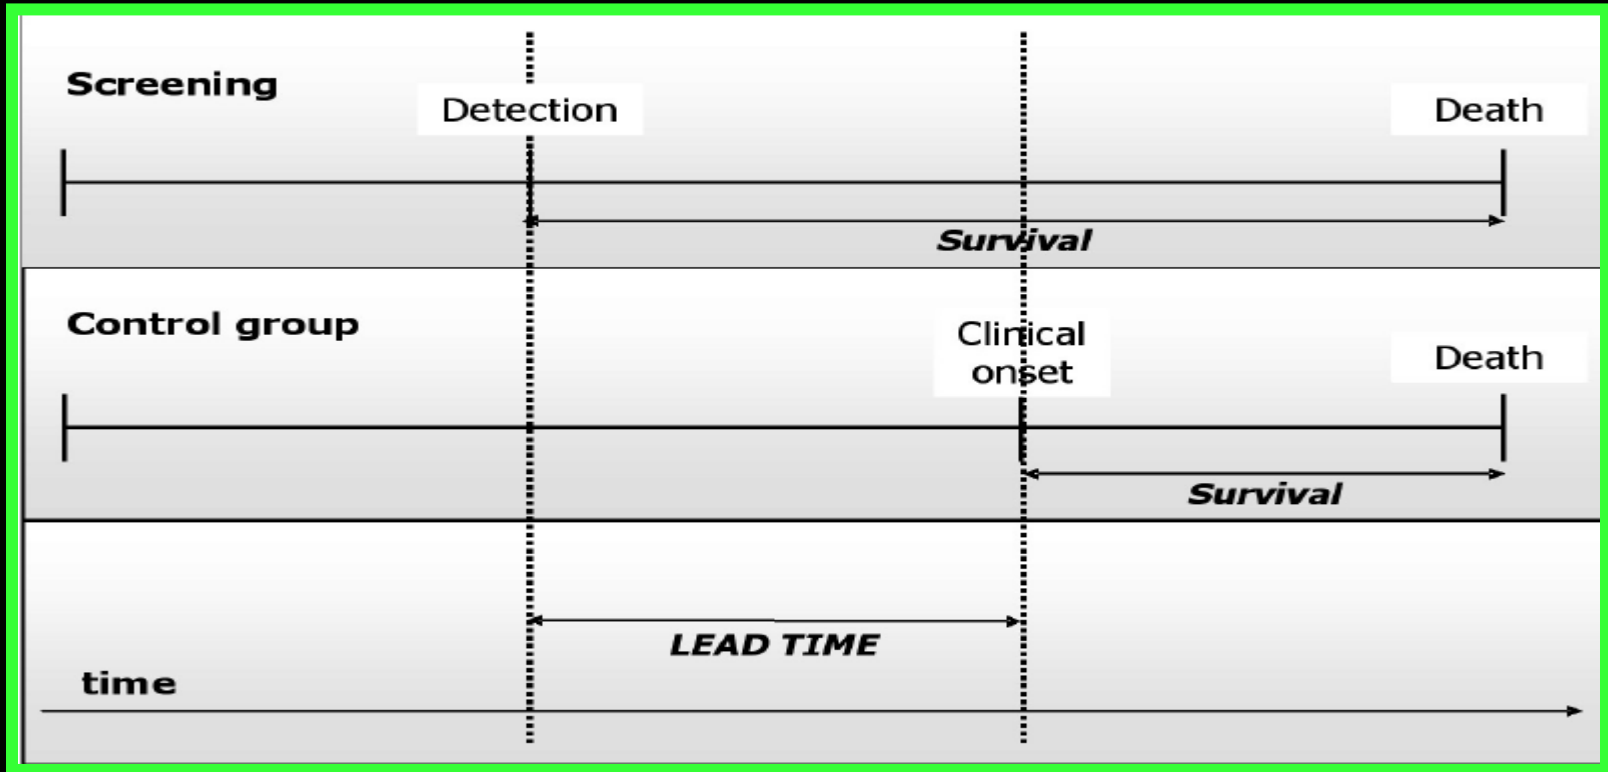 Screening
Detection
Death
Survival
Control group
Clinical
onset
Death
Survival
LEAD TIME
time